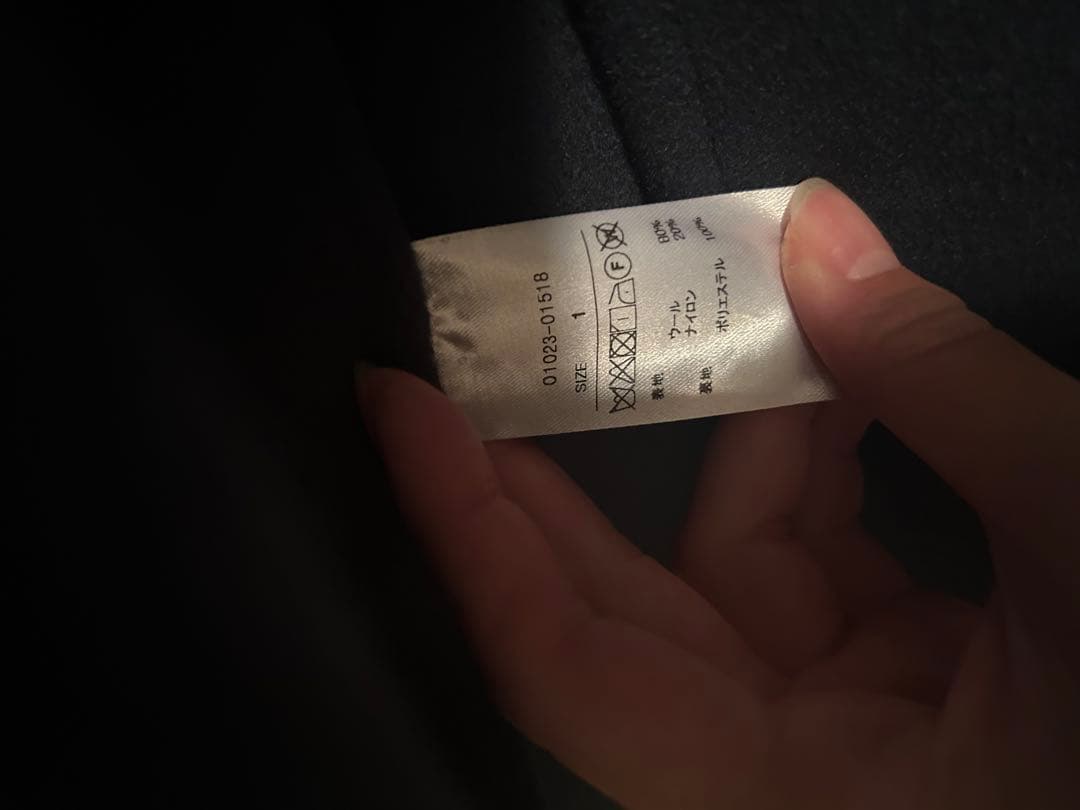 01023-01518
SIZE 1
F
W
表地 ウール 80%
ナイロン 20%
裏地 ポリエステル 100%